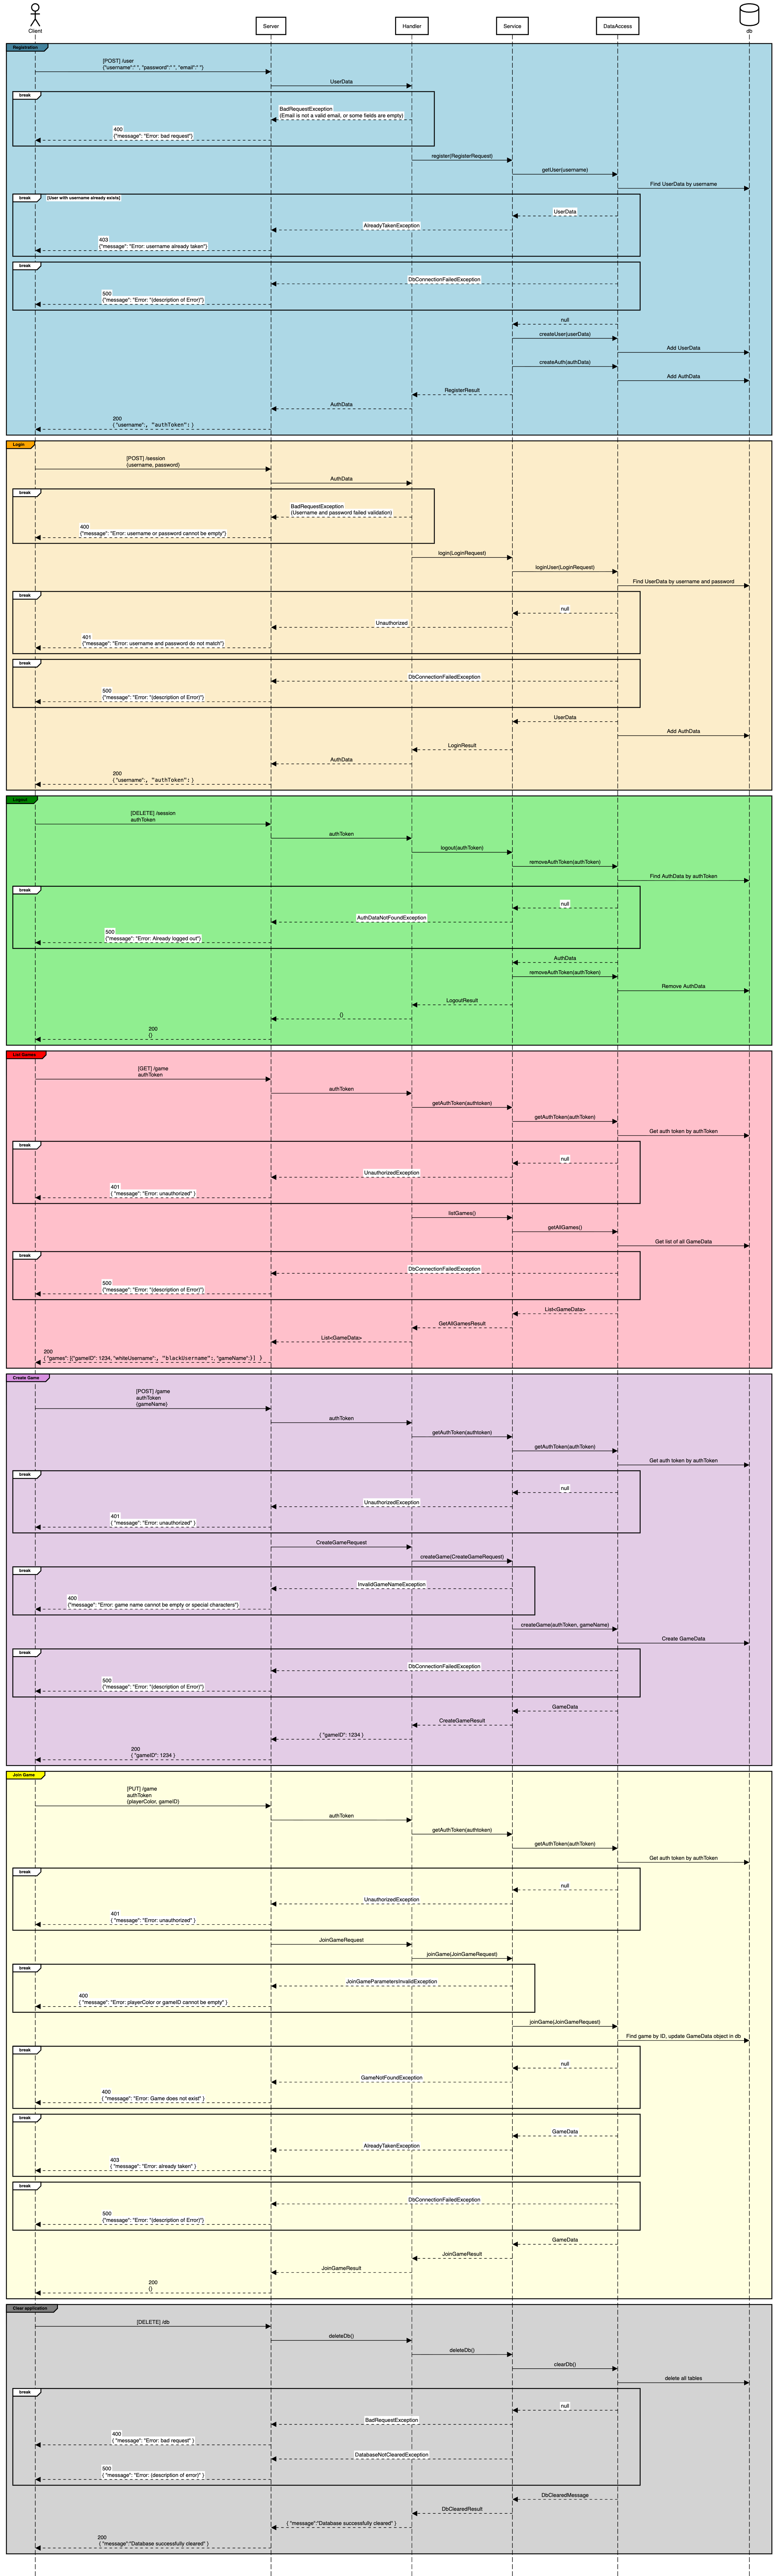 Client
Server
Handler
Service
DataAccess
db
Registration
[POST] /user
{"username":" ", "password":" ", "email":" "}
UserData
break
BadRequestException
(Email is not a valid email, or some fields are empty)
400
{"message": "Error: bad request"}
register(RegisterRequest)
getUser(username)
Find UserData by username
break
[User with username already exists]
UserData
AlreadyTakenException
403
{"message": "Error: username already taken"}
break
DbConnectionFailedException
500
{"message": "Error: "(description of Error)"}
null
createUser(userData)
Add UserData
createAuth(authData)
Add AuthData
RegisterResult
AuthData
200
{ "username":, "authToken": }
Login
[POST] /session
{username, password}
AuthData
break
BadRequestException
(Username and password failed validation)
400
{"message": "Error: username or password cannot be empty"}
login(LoginRequest)
loginUser(LoginRequest)
Find UserData by username and password
break
null
Unauthorized
401
{"message": "Error: username and password do not match"}
break
DbConnectionFailedException
500
{"message": "Error: "(description of Error)"}
UserData
Add AuthData
LoginResult
AuthData
200
{ "username":, "authToken": }
Logout
[DELETE] /session
authToken
authToken
logout(authToken)
removeAuthToken(authToken)
Find AuthData by authToken
break
null
AuthDataNotFoundException
500
{"message": "Error: Already logged out"}
AuthData
removeAuthToken(authToken)
Remove AuthData
LogoutResult
{}
200
{}
List Games
[GET] /game
authToken
authToken
getAuthToken(authtoken)
getAuthToken(authToken)
Get auth token by authToken
break
null
UnauthorizedException
401
{ "message": "Error: unauthorized" }
listGames()
getAllGames()
Get list of all GameData
break
DbConnectionFailedException
500
{"message": "Error: "(description of Error)"}
List<GameData>
GetAllGamesResult
List<GameData>
200
{ "games": [{"gameID": 1234, "whiteUsername":, "blackUsername":, "gameName":}] }
Create Game
[POST] /game
authToken
{gameName}
authToken
getAuthToken(authtoken)
getAuthToken(authToken)
Get auth token by authToken
break
null
UnauthorizedException
401
{ "message": "Error: unauthorized" }
CreateGameRequest
createGame(CreateGameRequest)
break
InvalidGameNameException
400
{"message": "Error: game name cannot be empty or special characters"}
createGame(authToken, gameName)
Create GameData
break
DbConnectionFailedException
500
{"message": "Error: "(description of Error)"}
GameData
CreateGameResult
{ "gameID": 1234 }
200
{ "gameID": 1234 }
Join Game
[PUT] /game
authToken
{playerColor, gameID}
authToken
getAuthToken(authtoken)
getAuthToken(authToken)
Get auth token by authToken
break
null
UnauthorizedException
401
{ "message": "Error: unauthorized" }
JoinGameRequest
joinGame(JoinGameRequest)
break
JoinGameParametersInvalidException
400
{ "message": "Error: playerColor or gameID cannot be empty" }
joinGame(JoinGameRequest)
Find game by ID, update GameData object in db
break
null
GameNotFoundException
400
{ "message": "Error: Game does not exist" }
break
GameData
AlreadyTakenException
403
{ "message": "Error: already taken" }
break
DbConnectionFailedException
500
{"message": "Error: "(description of Error)"}
GameData
JoinGameResult
JoinGameResult
200
{}
Clear application
[DELETE] /db
deleteDb()
deleteDb()
clearDb()
delete all tables
break
null
BadRequestException
400
{ "message": "Error: bad request" }
DatabaseNotClearedException
500
{ "message": "Error: (description of error)" }
DbClearedMessage
DbClearedResult
{ "message":"Database successfully cleared" }
200
{ "message":"Database successfully cleared" }